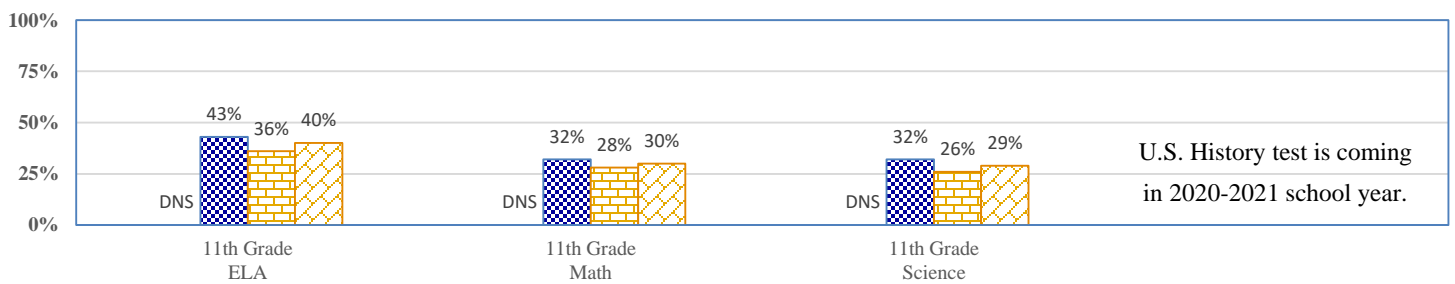 100%
75%
50%
25%
0%
DNS
43%
36%
40%
DNS
32%
28%
30%
DNS
32%
26%
29%
U.S. History test is coming
in 2020-2021 school year.
11th Grade
ELA
11th Grade
Math
11th Grade
Science